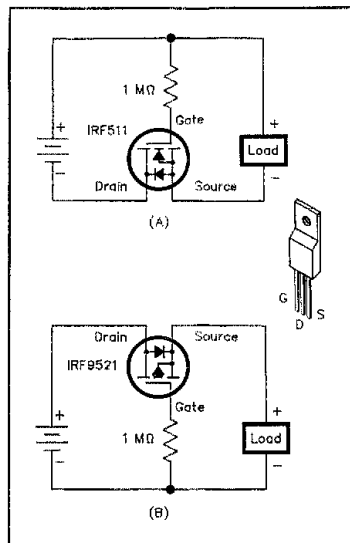 1 MΩ
Gate
IRF511
+
+
Load
-
-
Drain
Source
(A)
G
D
S
Drain
Source
IRF9521
Gate
+
+
1 MΩ
Load
-
-
(B)